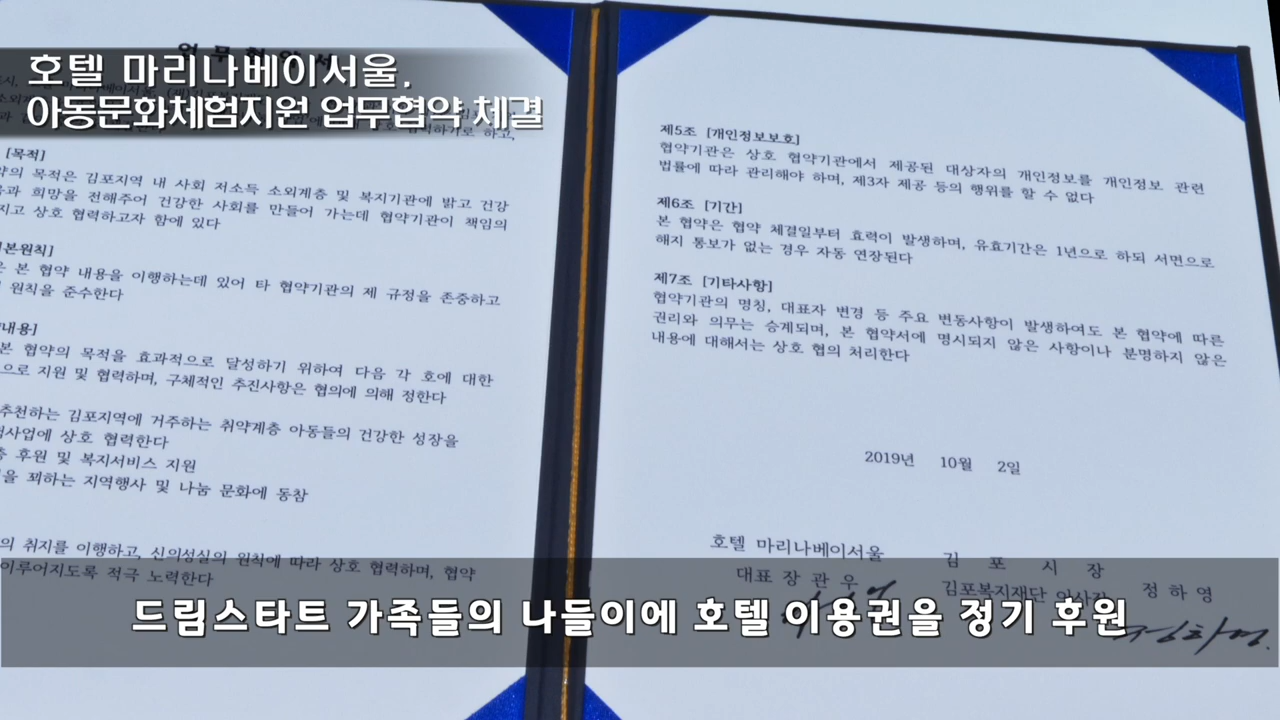 호텔 마리나베이서울,
아동문화체험지원 업무협약 체결
[목적]
약의 목적은 김포지역 내 사회 저소득 소외계층 및 복지기관에 밝고 건강
희망을 전해주어 건강한 사회를 만들어 가는데 협약기관이 책임의
지고 상호 협력하고자 함에 있다
본원칙]
은 본 협약 내용을 이행하는데 있어 타 협약기관의 제 규정을 존중하고
원칙을 준수한다
내용]
본 협약의 목적을 효과적으로 달성하기 위하여 다음 각 호에 대한
으로 지원 및 협력하며, 구체적인 추진사항은 협의에 의해 정한다
추천하는 김포지역에 거주하는 취약계층 아동들의 건강한 성장을
사업에 상호 협력한다
후원 및 복지서비스 지원
을 꾀하는 지역행사 및 나눔 문화에 동참
의 취지를 이행하고, 신의성실의 원칙에 따라 상호 협력하며, 협약
이루어지도록 적극 노력한다
제5조 [개인정보보호]
협약기관은 상호 협약기관에서 제공된 대상자의 개인정보를 개인정보 관련
법률에 따라 관리해야 하며, 제3자 제공 등의 행위를 할 수 없다
제6조 [기간]
본 협약은 협약 체결일부터 효력이 발생하며, 유효기간은 1년으로 하되 서면으로
해지 통보가 없는 경우 자동 연장된다
제7조 [기타사항]
협약기관의 명칭, 대표자 변경 등 주요 변동사항이 발생하여도 본 협약에 따른
권리와 의무는 승계되며, 본 협약서에 명시되지 않은 사항이나 분명하지 않은
내용에 대해서는 상호 협의 처리한다
2019년 10월 2일
호텔 마리나베이서울 김 포 시 장
대표 장 관 우 김포복지재단 이사장 정 하 영
정하영.
드림스타트 가족들의 나들이에 호텔 이용권을 정기 후원